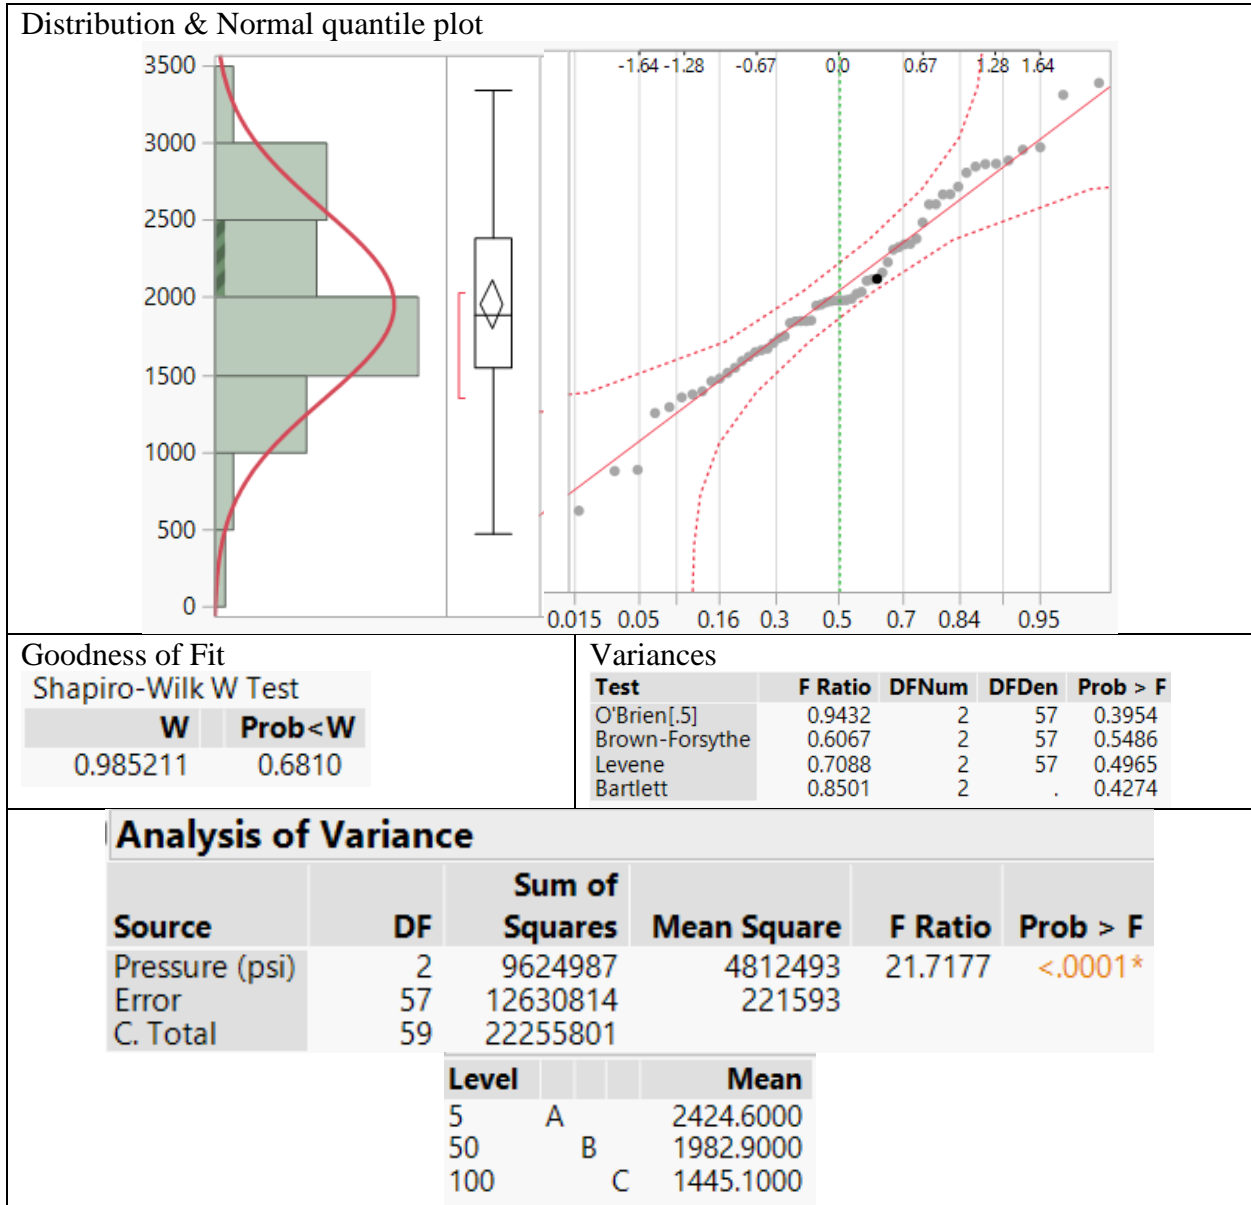 Distribution & Normal quantile plot
3500
3000
2500
2000
1500
1000
500
0
-1.64 -1.28 -0.67 0.0 0.67 1.28 1.64
0.015 0.05 0.16 0.3 0.5 0.7 0.84 0.95
Goodness of Fit
Shapiro-Wilk W Test
W Prob<W
0.985211 0.6810
Variances
Test F Ratio DFNum DFDen Prob > F
O'Brien[.5] 0.9432 2 57 0.3954
Brown-Forsythe 0.6067 2 57 0.5486
Levene 0.7088 2 57 0.4965
Bartlett 0.8501 2 . 0.4274
Analysis of Variance
Sum of
Source DF Squares Mean Square F Ratio Prob > F
Pressure (psi) 2 9624987 4812493 21.7177 <.0001*
Error 57 12630814 221593
C. Total 59 22255801
Level Mean
5 A 2424.6000
50 B 1982.9000
100 C 1445.1000